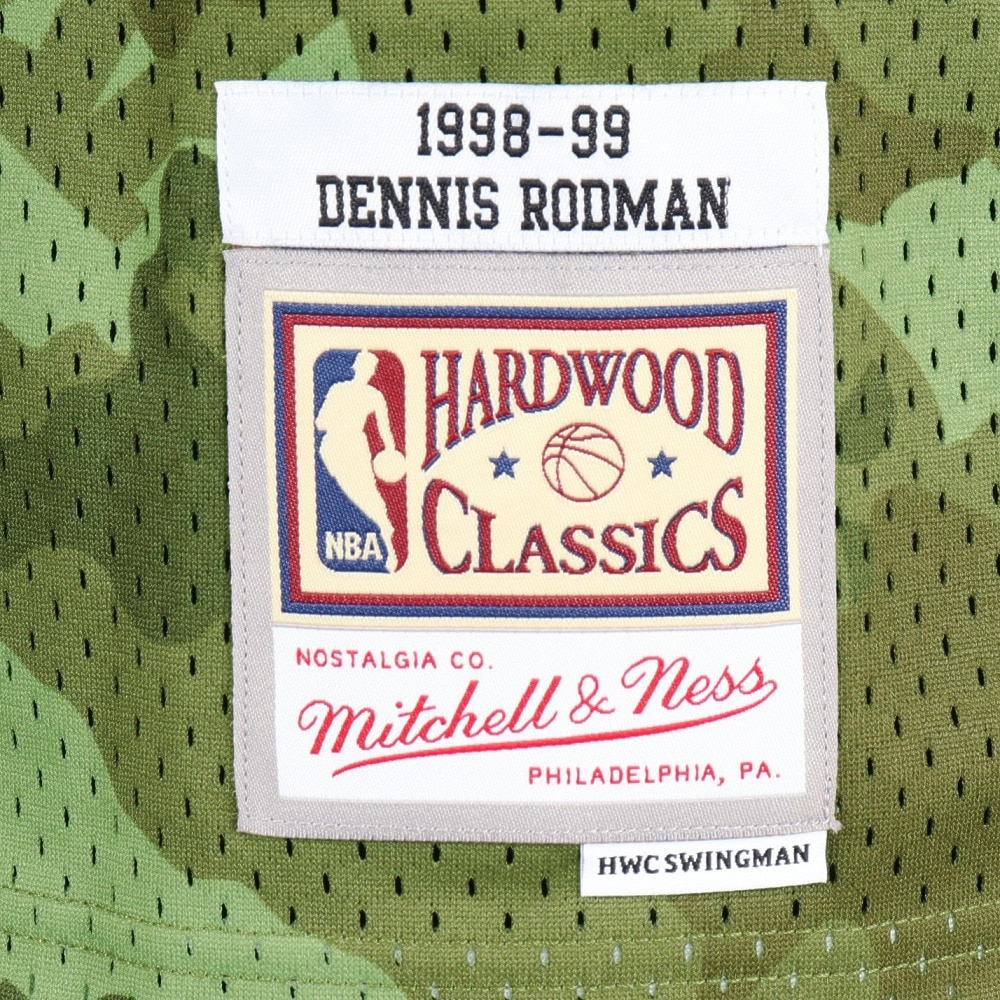 1998-99
DENNIS RODMAN
HARDWOOD
CLASSICS
NBA
NOSTALGIA CO.
Mitchell & Ness
PHILADELPHIA, PA.
HWC SWINGMAN